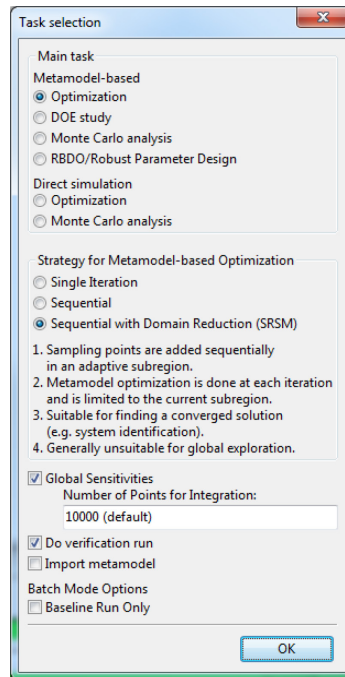 Task selection
Main task
Metamodel-based
Optimization
DOE study
Monte Carlo analysis
RBDO/Robust Parameter Design
Direct simulation
Optimization
Monte Carlo analysis
Strategy for Metamodel-based Optimization
Single Iteration
Sequential
Sequential with Domain Reduction (SRSM)
1. Sampling points are added sequentially
in an adaptive subregion.
2. Metamodel optimization is done at each iteration
and is limited to the current subregion.
3. Suitable for finding a converged solution
(e.g. system identification).
4. Generally unsuitable for global exploration.
Global Sensitivities
Number of Points for Integration:
10000 (default)
Do verification run
Import metamodel
Batch Mode Options
Baseline Run Only
OK